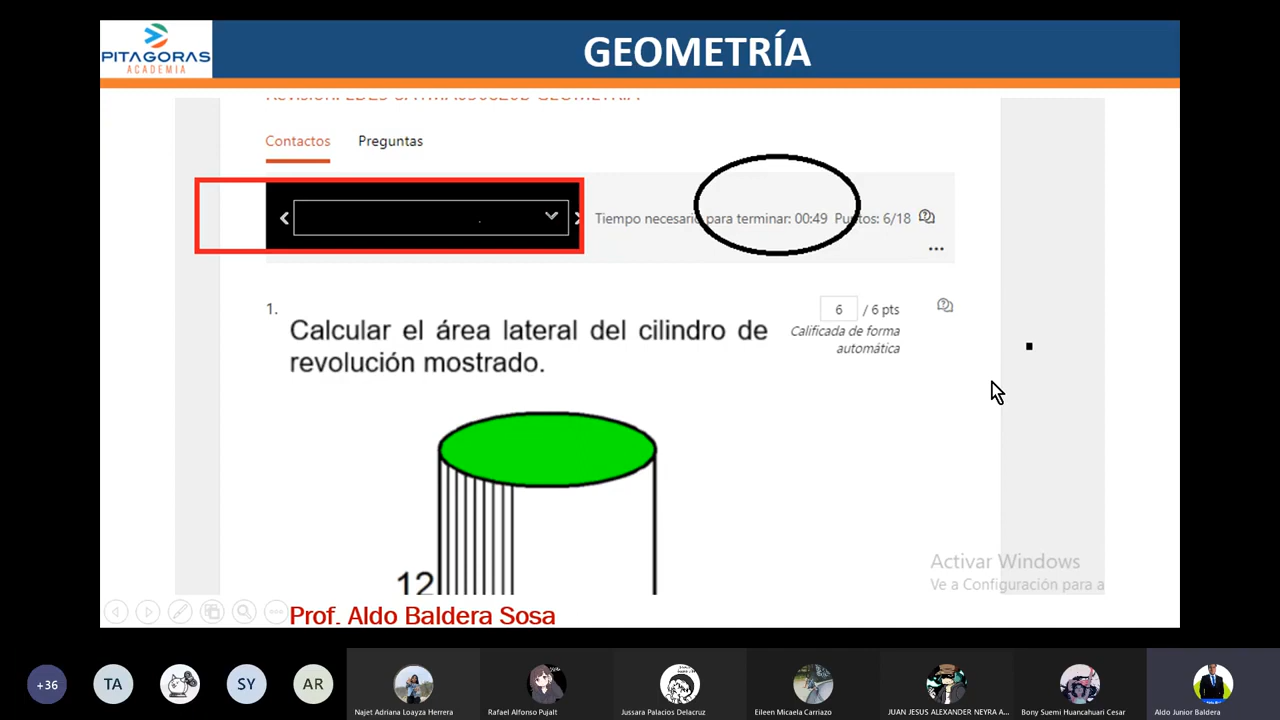 PITAGORAS
ACADEMIA
GEOMETRÍA
Contactos
Preguntas
Tiempo necesario para terminar: 00:49
Puntos: 6/18
1.
6 / 6 pts
Calificada de forma
automática
Calcular el área lateral del cilindro de
revolución mostrado.
12
Activar Windows
Ve a Configuración para a
Prof. Aldo Baldera Sosa
+36
TA
SY
AR
Najet Adriana Loayza Herrera
Rafael Alfonso Pujalt
Jussara Palacios Delacruz
Eileen Micaela Carriazo
JUAN JESUS ALEXANDER NEYRA A...
Bony Suemi Huancahuari Cesar
Aldo Junior Baldera